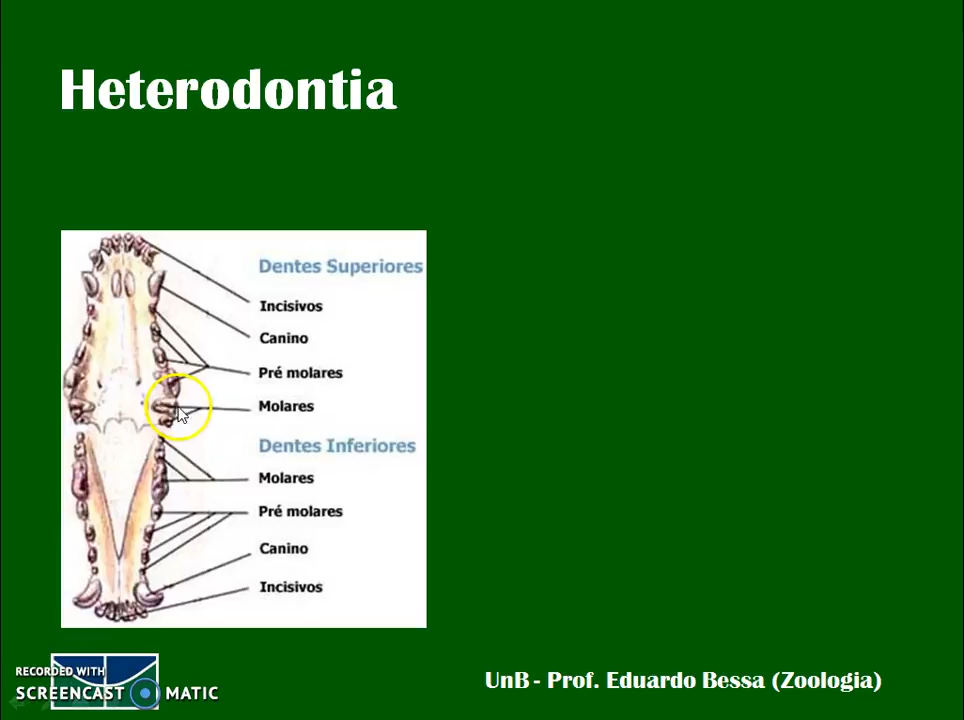 Heterodontia
Dentes Superiores
Incisivos
Canino
Pré molares
Molares
Dentes Inferiores
Molares
Pré molares
Canino
Incisivos
RECORDED WITH
SCREENCAST MATIC
UnB - Prof. Eduardo Bessa (Zoologia)